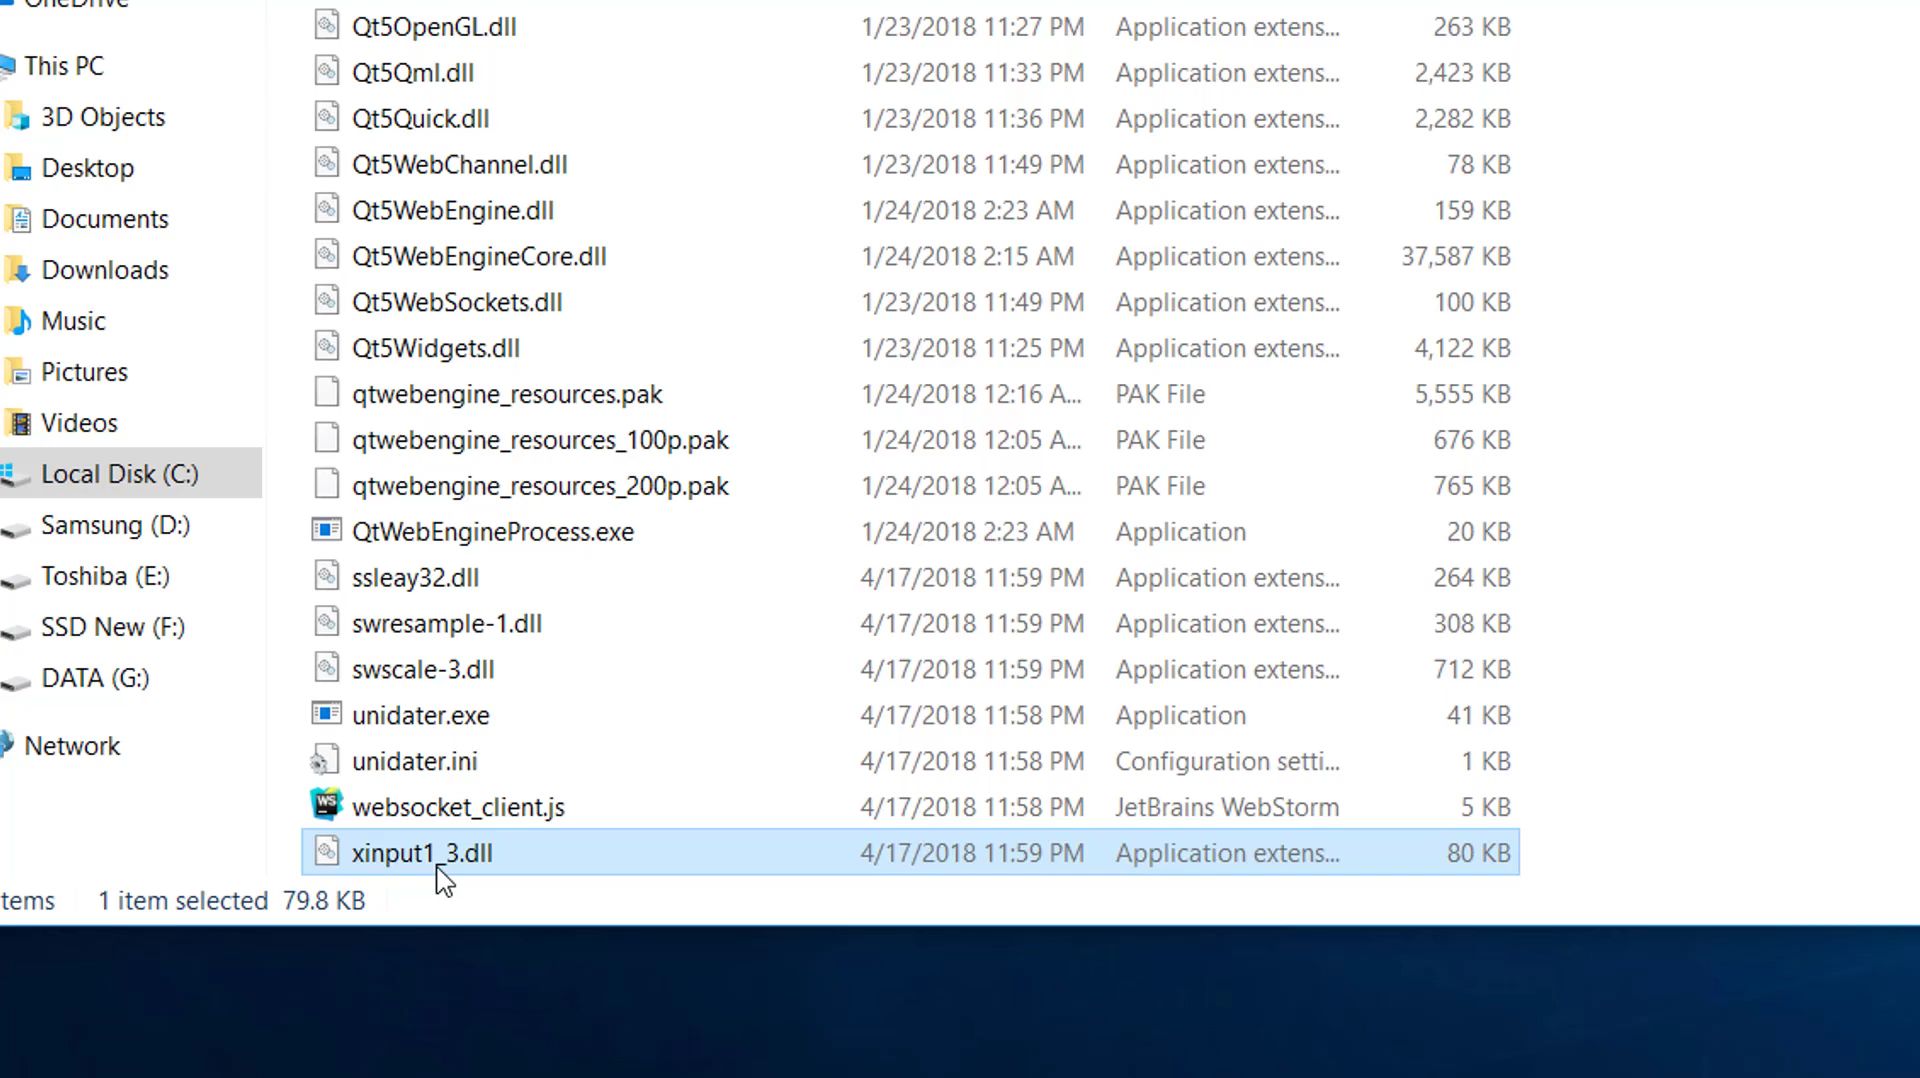 OneDrive
This PC
3D Objects
Desktop
Documents
Downloads
Music
Pictures
Videos
Local Disk (C:)
Samsung (D:)
Toshiba (E:)
SSD New (F:)
DATA (G:)
Network
Qt5OpenGL.dll 1/23/2018 11:27 PM Application extens... 263 KB
Qt5Qml.dll 1/23/2018 11:33 PM Application extens... 2,423 KB
Qt5Quick.dll 1/23/2018 11:36 PM Application extens... 2,282 KB
Qt5WebChannel.dll 1/23/2018 11:49 PM Application extens... 78 KB
Qt5WebEngine.dll 1/24/2018 2:23 AM Application extens... 159 KB
Qt5WebEngineCore.dll 1/24/2018 2:15 AM Application extens... 37,587 KB
Qt5WebSockets.dll 1/23/2018 11:49 PM Application extens... 100 KB
Qt5Widgets.dll 1/23/2018 11:25 PM Application extens... 4,122 KB
qtwebengine_resources.pak 1/24/2018 12:16 A... PAK File 5,555 KB
qtwebengine_resources_100p.pak 1/24/2018 12:05 A... PAK File 676 KB
qtwebengine_resources_200p.pak 1/24/2018 12:05 A... PAK File 765 KB
QtWebEngineProcess.exe 1/24/2018 2:23 AM Application 20 KB
ssleay32.dll 4/17/2018 11:59 PM Application extens... 264 KB
swresample-1.dll 4/17/2018 11:59 PM Application extens... 308 KB
swscale-3.dll 4/17/2018 11:59 PM Application extens... 712 KB
unidater.exe 4/17/2018 11:58 PM Application 41 KB
unidater.ini 4/17/2018 11:58 PM Configuration setti... 1 KB
websocket_client.js 4/17/2018 11:58 PM JetBrains WebStorm 5 KB
xinput1_3.dll 4/17/2018 11:59 PM Application extens... 80 KB
tems 1 item selected 79.8 KB